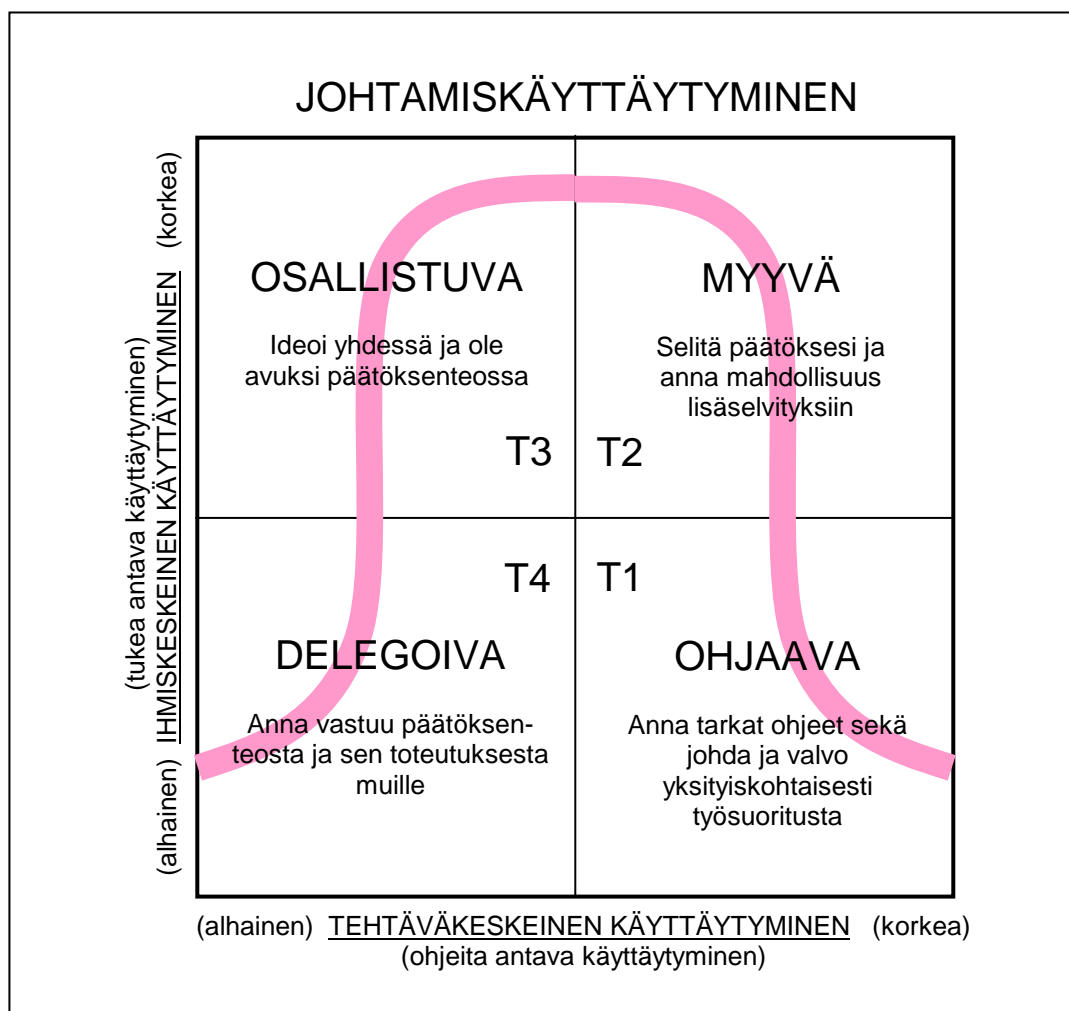 JOHTAMISKÄYTTÄYTYMINEN
(alhainen) IHMISKESKEINEN KÄYTTÄYTYMINEN (korkea)
(tukea antava käyttäytyminen)
OSALLISTUVA
Ideoi yhdessä ja ole
avuksi päätöksenteossa
T3
MYYVÄ
Selitä päätöksesi ja
anna mahdollisuus
lisäselvityksiin
T2
T4
DELEGOIVA
Anna vastuu päätöksen-
teosta ja sen toteutuksesta
muille
T1
OHJAAVA
Anna tarkat ohjeet sekä
johda ja valvo
yksityiskohtaisesti
työsuoritusta
(alhainen) TEHTÄVÄKESKEINEN KÄYTTÄYTYMINEN (korkea)
(ohjeita antava käyttäytyminen)